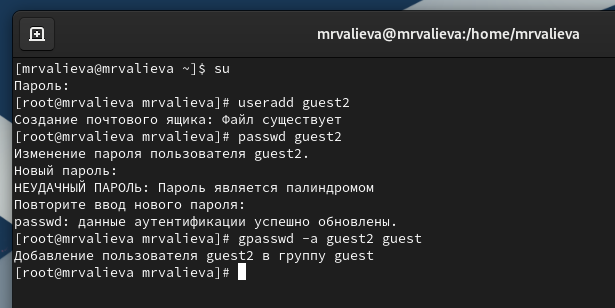 mrvalieva@mrvalieva:/home/mrvalieva
[mrvalieva@mrvalieva ~]$ su
Пароль:
[root@mrvalieva mrvalieva]# useradd guest2
Создание почтового ящика: Файл существует
[root@mrvalieva mrvalieva]# passwd guest2
Изменение пароля пользователя guest2.
Новый пароль:
НЕУДАЧНЫЙ ПАРОЛЬ: Пароль является палиндромом
Повторите ввод нового пароля:
passwd: данные аутентификации успешно обновлены.
[root@mrvalieva mrvalieva]# gpasswd -a guest2 guest
Добавление пользователя guest2 в группу guest
[root@mrvalieva mrvalieva]#